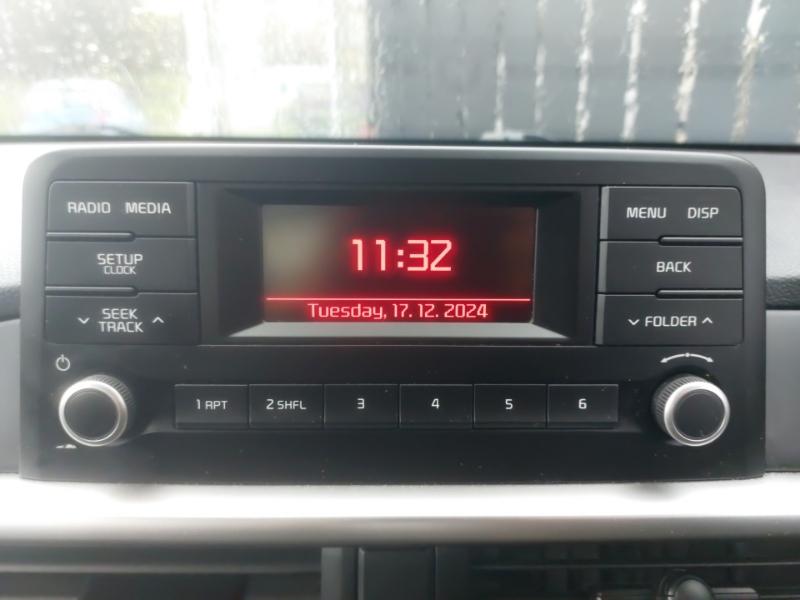 RADIO MEDIA
SETUP
CLOCK
SEEK
TRACK
11:32
Tuesday, 17. 12. 2024
MENU DISP
BACK
FOLDER
1 RPT
2 SHFL
3
4
5
6